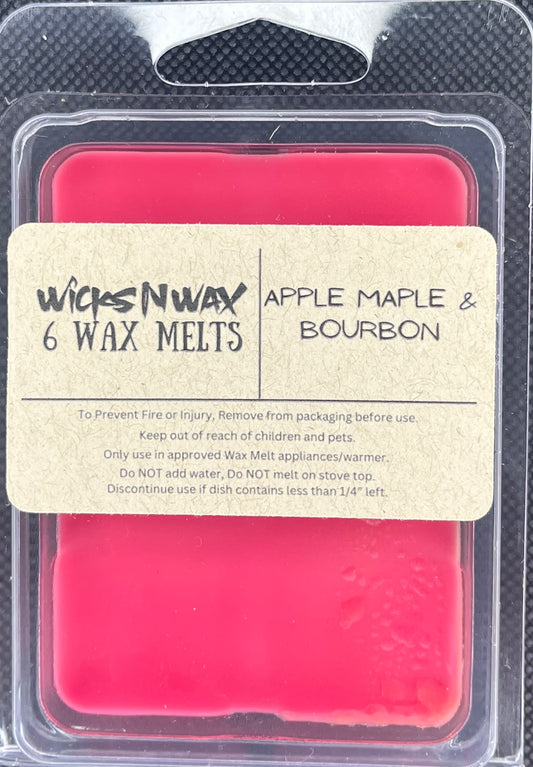 WicKS N WAX
6 WAX MELTS
APPLE MAPLE &
BOURBON
To Prevent Fire or Injury, Remove from packaging before use.
Keep out of reach of children and pets.
Only use in approved Wax Melt appliances/warmer.
Do NOT add water, Do NOT melt on stove top.
Discontinue use if dish contains less than 1/4" left.